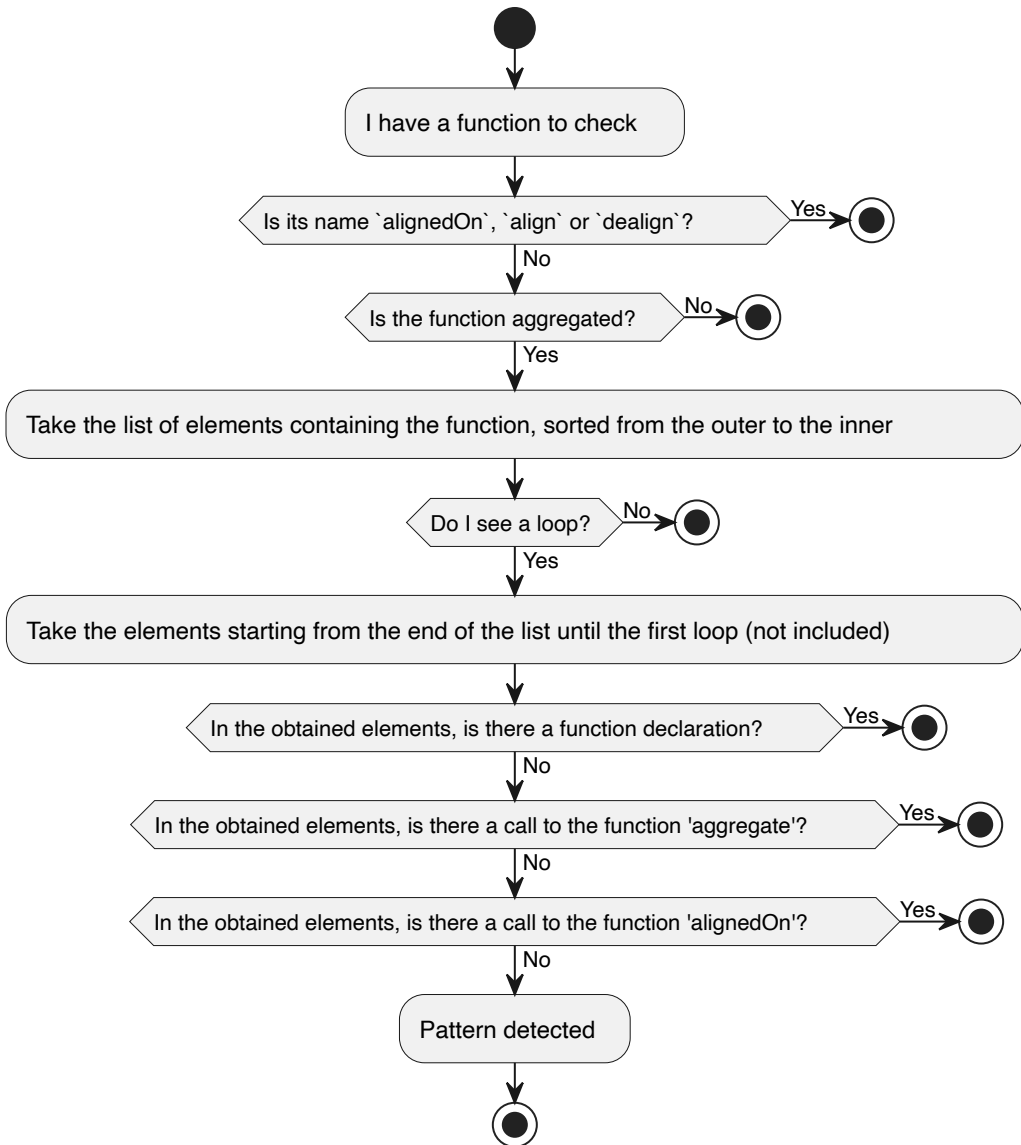 I have a function to check
Is its name `alignedOn`, `align` or `dealign`?
Yes
No
Is the function aggregated?
No
Yes
Take the list of elements containing the function, sorted from the outer to the inner
Do I see a loop?
No
Yes
Take the elements starting from the end of the list until the first loop (not included)
In the obtained elements, is there a function declaration?
Yes
No
In the obtained elements, is there a call to the function 'aggregate'?
Yes
No
In the obtained elements, is there a call to the function 'alignedOn'?
Yes
No
Pattern detected